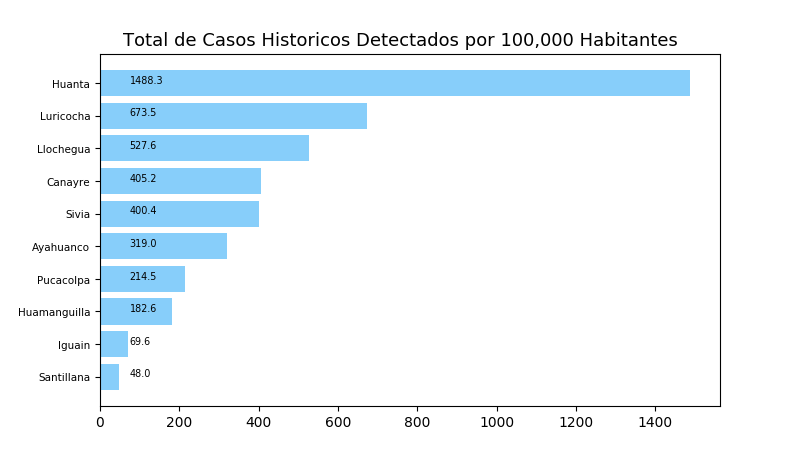 Total de Casos Historicos Detectados por 100,000 Habitantes
Huanta 1488.3
Luricocha 673.5
Llochegua 527.6
Canayre 405.2
Sivia 400.4
Ayahuanco 319.0
Pucacolpa 214.5
Huamanguilla 182.6
Iguain 69.6
Santillana 48.0
0 200 400 600 800 1000 1200 1400